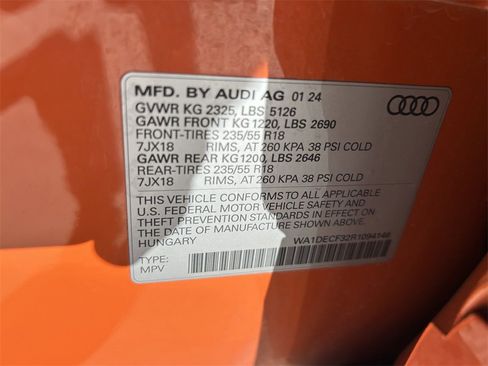 MFD. BY AUDI AG 01 24
GVWR KG 2325, LBS 5126
GAWR FRONT KG 1220, LBS 2690
FRONT-TIRES 235/55 R18
7JX18 RIMS, AT 260 KPA 38 PSI COLD
GAWR REAR KG1200, LBS 2646
REAR-TIRES 235/55 R18
7JX18 RIMS, AT 260 KPA 38 PSI COLD
THIS VEHICLE CONFORMS TO ALL APPLICABLE
U.S. FEDERAL MOTOR VEHICLE SAFETY AND
THEFT PREVENTION STANDARDS IN EFFECT ON
THE DATE OF MANUFACTURE SHOWN ABOVE
HUNGARY
WA1DECF32R1094146
TYPE:
MPV